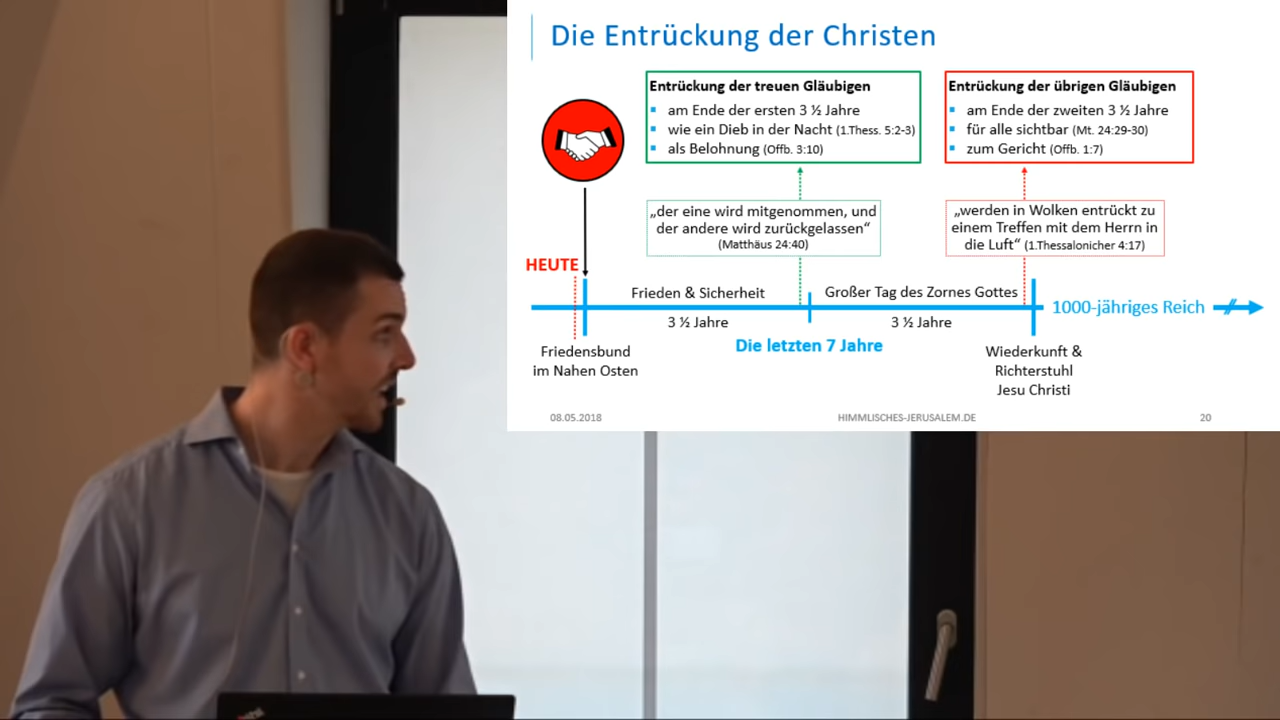 Die Entrückung der Christen
Entrückung der treuen Gläubigen
am Ende der ersten 3 ½ Jahre
wie ein Dieb in der Nacht (1.Thess. 5:2-3)
als Belohnung (Offb. 3:10)
Entrückung der übrigen Gläubigen
am Ende der zweiten 3 ½ Jahre
für alle sichtbar (Mt. 24:29-30)
zum Gericht (Offb. 1:7)
„der eine wird mitgenommen, und
der andere wird zurückgelassen“
(Matthäus 24:40)
„werden in Wolken entrückt zu
einem Treffen mit dem Herrn in
die Luft“ (1.Thessalonicher 4:17)
HEUTE
Frieden & Sicherheit
Großer Tag des Zornes Gottes
1000-jähriges Reich
3 ½ Jahre
3 ½ Jahre
Die letzten 7 Jahre
Friedensbund
im Nahen Osten
Wiederkunft &
Richterstuhl
Jesu Christi
08.05.2018
HIMMLISCHES-JERUSALEM.DE
20